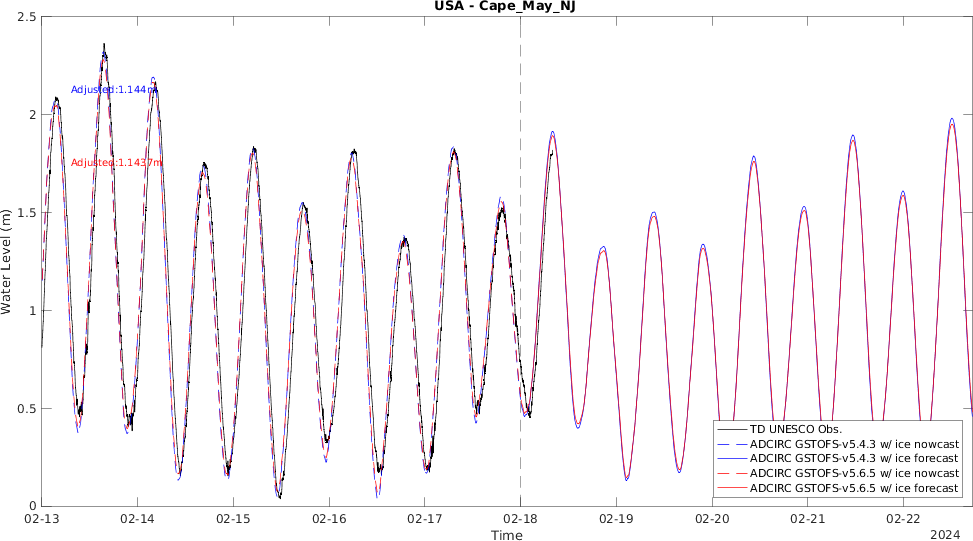 USA - Cape_May_NJ
2.5
2
1.5
1
0.5
0
Water Level (m)
Adjusted:1.144m
Adjusted:1.1437m
TD UNESCO Obs.
ADCIRC GSTOFS-v5.4.3 w/ ice nowcast
ADCIRC GSTOFS-v5.4.3 w/ ice forecast
ADCIRC GSTOFS-v5.6.5 w/ ice nowcast
ADCIRC GSTOFS-v5.6.5 w/ ice forecast
02-13 02-14 02-15 02-16 02-17 02-18 02-19 02-20 02-21 02-22
Time
2024